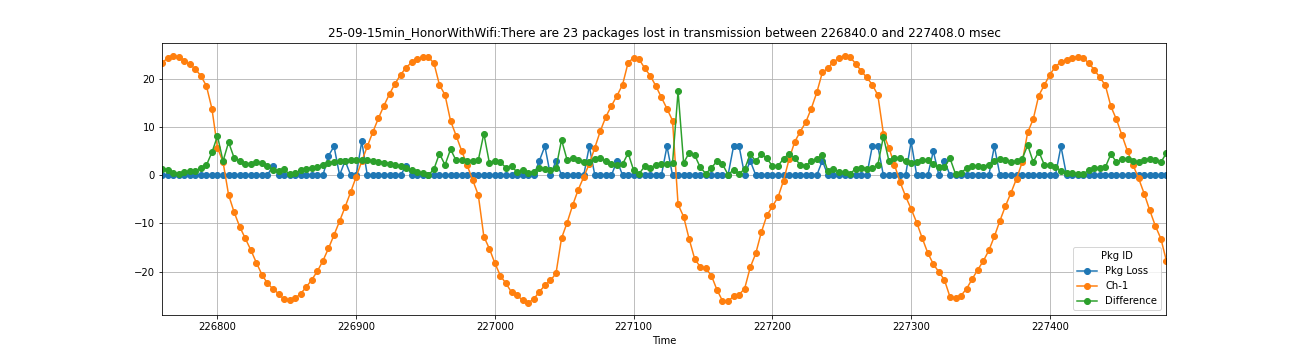 25-09-15min_HonorWithWifi:There are 23 packages lost in transmission between 226840.0 and 227408.0 msec
20
10
0
−10
−20
Pkg ID
Pkg Loss
Ch-1
Difference
226800 226900 227000 227100 227200 227300 227400
Time